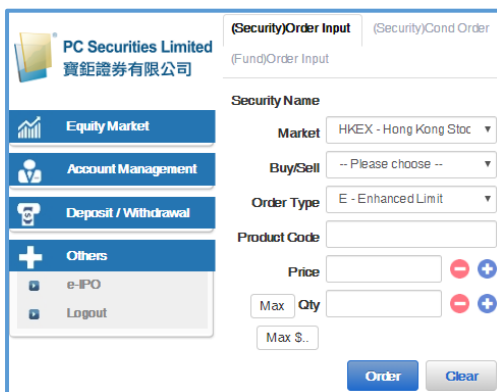 PC Securities Limited
寶鉅證券有限公司
Equity Market
Account Management
Deposit / Withdrawal
Others
e-IPO
Logout
(Security)Order Input (Security)Cond Order
(Fund)Order Input
Security Name
Market HKEX - Hong Kong Stoc
Buy/Sell -- Please choose --
Order Type E - Enhanced Limit
Product Code
Price
Max Qty
Max $..
Order Clear